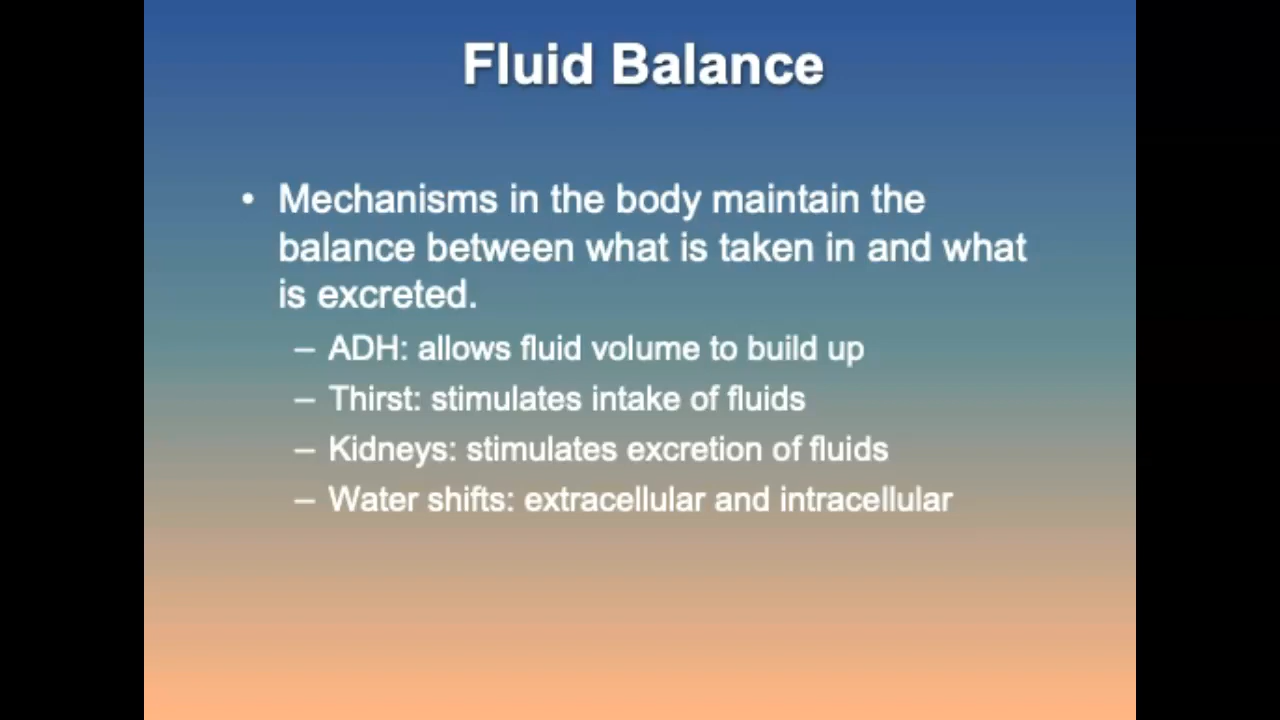 Fluid Balance
• Mechanisms in the body maintain the
balance between what is taken in and what
is excreted.
– ADH: allows fluid volume to build up
– Thirst: stimulates intake of fluids
– Kidneys: stimulates excretion of fluids
– Water shifts: extracellular and intracellular